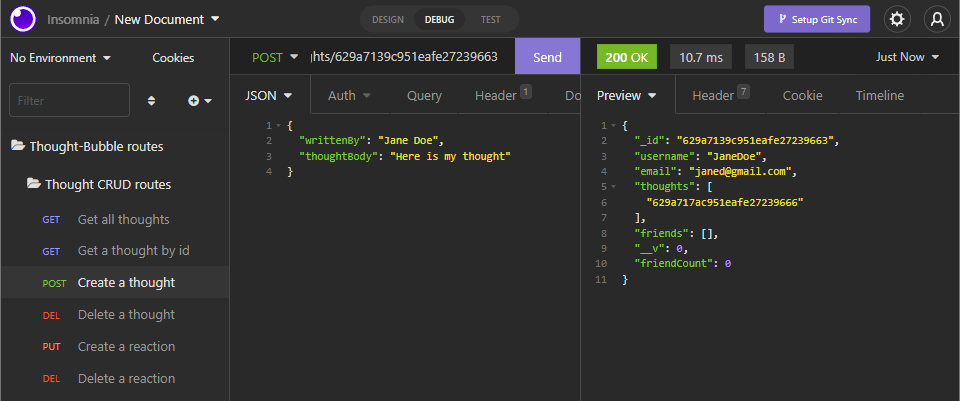 Insomnia / New Document
DESIGN DEBUG TEST
Setup Git Sync
No Environment Cookies
Filter
Thought-Bubble routes
Thought CRUD routes
GET Get all thoughts
GET Get a thought by id
POST Create a thought
DEL Delete a thought
PUT Create a reaction
DEL Delete a reaction
POST hts/629a7139c951eafe27239663 Send
JSON Auth Query Header 1 Do
1 {
2 "writtenBy": "Jane Doe",
3 "thoughtBody": "Here is my thought"
4 }
200 OK 10.7 ms 158 B Just Now
Preview Header 7 Cookie Timeline
1 {
2 "_id": "629a7139c951eafe27239663",
3 "username": "JaneDoe",
4 "email": "janed@gmail.com",
5 "thoughts": [
6 "629a717ac951eafe27239666"
7 ],
8 "friends": [],
9 "__v": 0,
10 "friendCount": 0
11 }